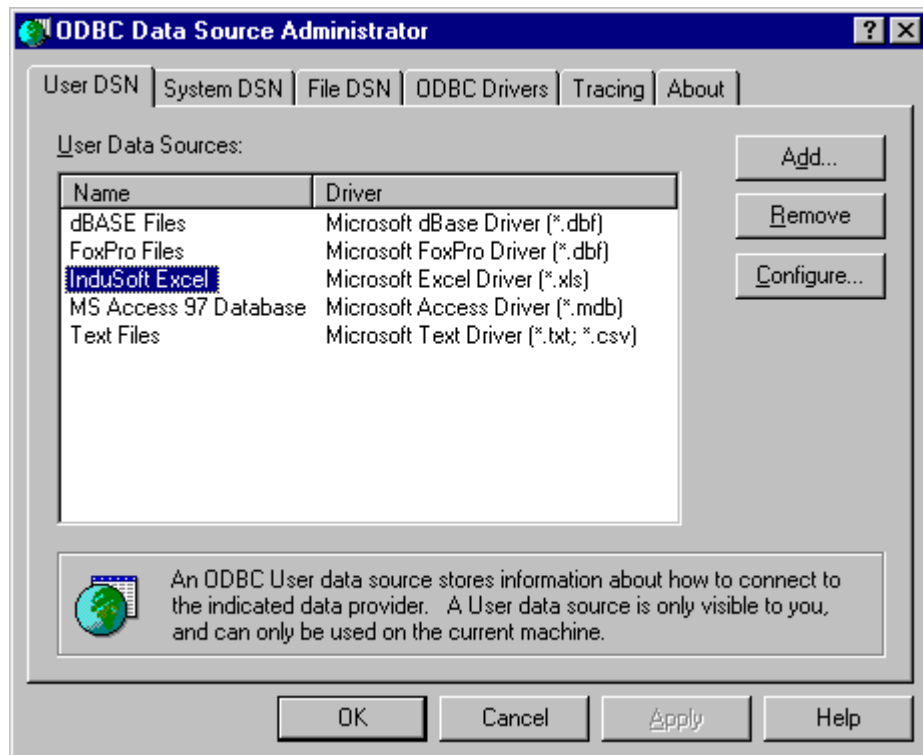 ODBC Data Source Administrator
User DSN System DSN File DSN ODBC Drivers Tracing About
User Data Sources:
Add...
Name Driver
dBASE Files Microsoft dBase Driver (*.dbf)
Remove
FoxPro Files Microsoft FoxPro Driver (*.dbf)
InduSoft Excel Microsoft Excel Driver (*.xls)
Configure...
MS Access 97 Database Microsoft Access Driver (*.mdb)
Text Files Microsoft Text Driver (*.txt; *.csv)
An ODBC User data source stores information about how to connect to
the indicated data provider. A User data source is only visible to you,
and can only be used on the current machine.
OK Cancel Apply Help